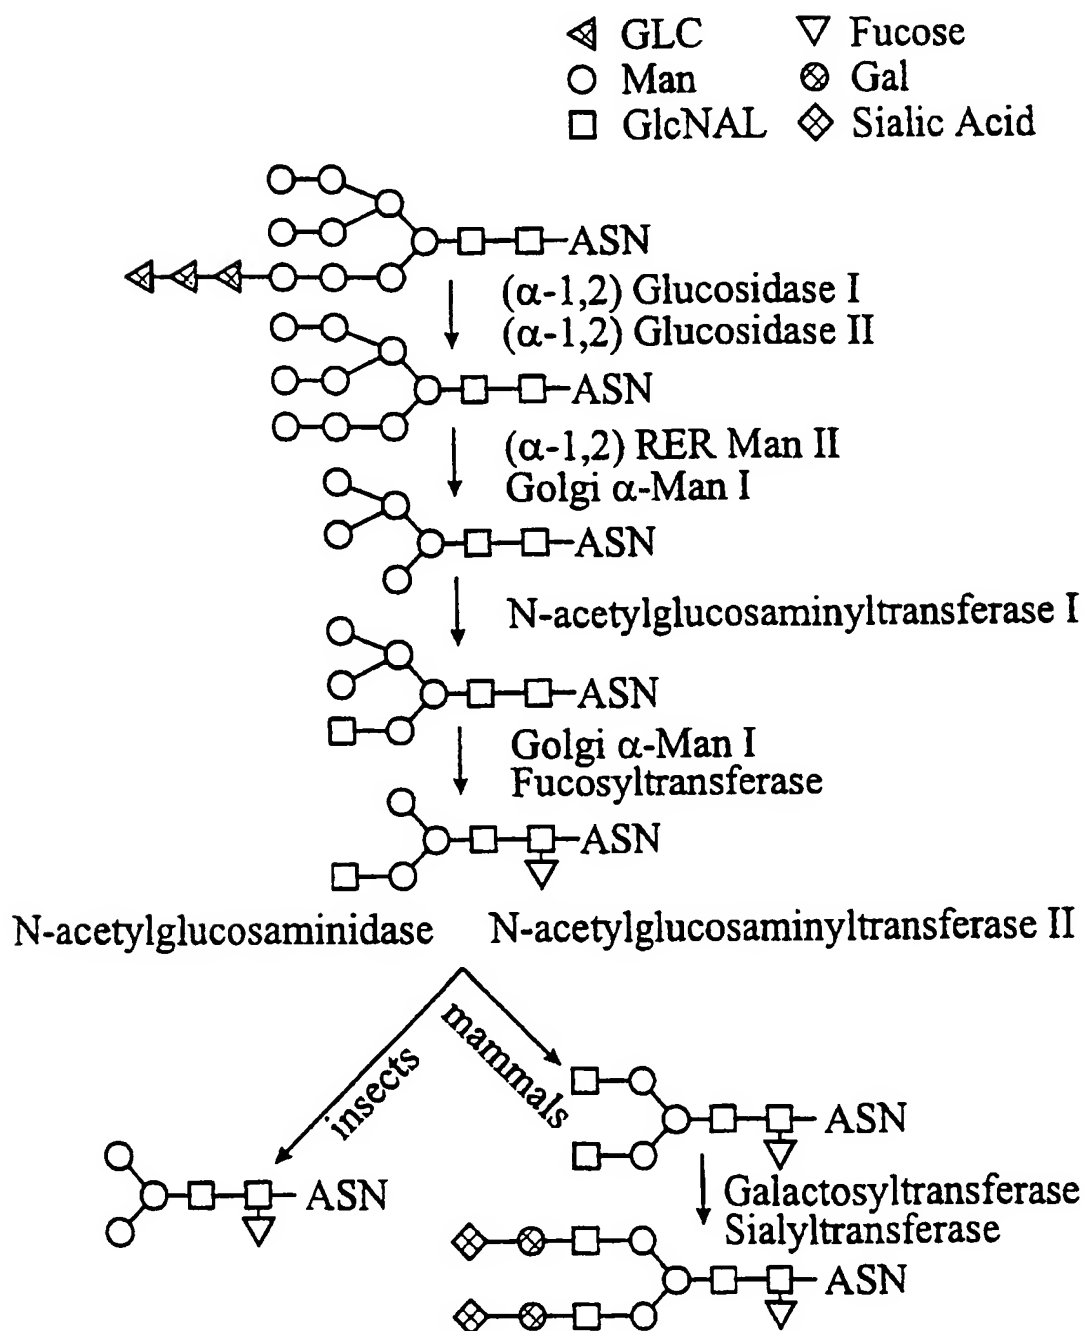 GLC Fucose
Man Gal
GlcNAL Sialic Acid
ASN
(α-1,2) Glucosidase I
(α-1,2) Glucosidase II
ASN
(α-1,2) RER Man II
Golgi α-Man I
ASN
N-acetylglucosaminyltransferase I
ASN
Golgi α-Man I
Fucosyltransferase
ASN
N-acetylglucosaminidase N-acetylglucosaminyltransferase II
insects
mammals
ASN
ASN
Galactosyltransferase
Sialyltransferase
ASN